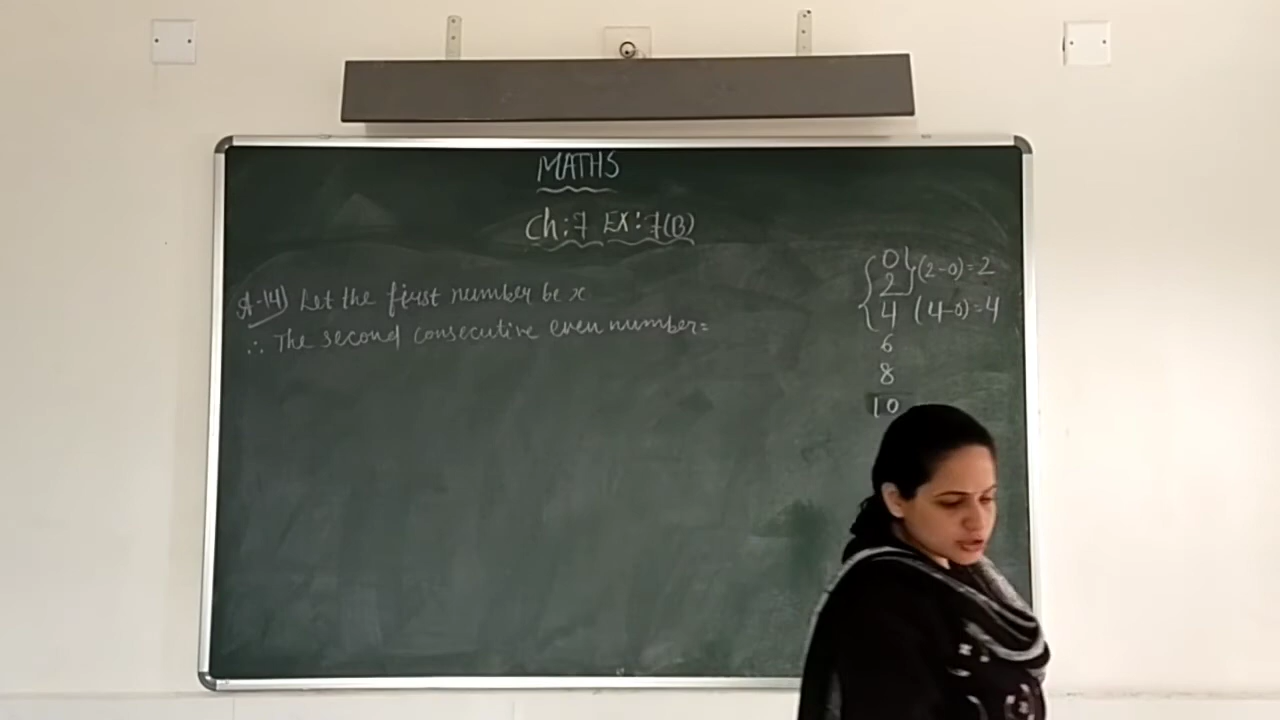 MATHS
Ch:7 EX:7(B)
A-14) Let the first number be x
∴ The second consecutive even number=
0
2 (2-0)=2
4 (4-0)=4
6
8
10